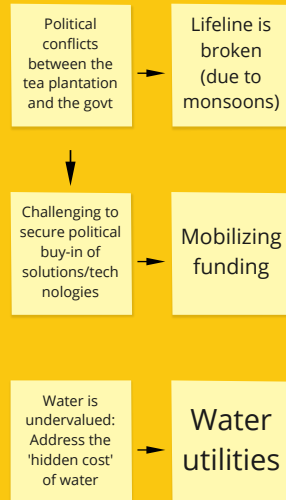 Political
conflicts
between the
tea plantation
and the govt
Lifeline is
broken
(due to
monsoons)
Challenging to
secure political
buy-in of
solutions/tech
nologies
Mobilizing
funding
Water is
undervalued:
Address the
'hidden cost'
of water
Water
utilities